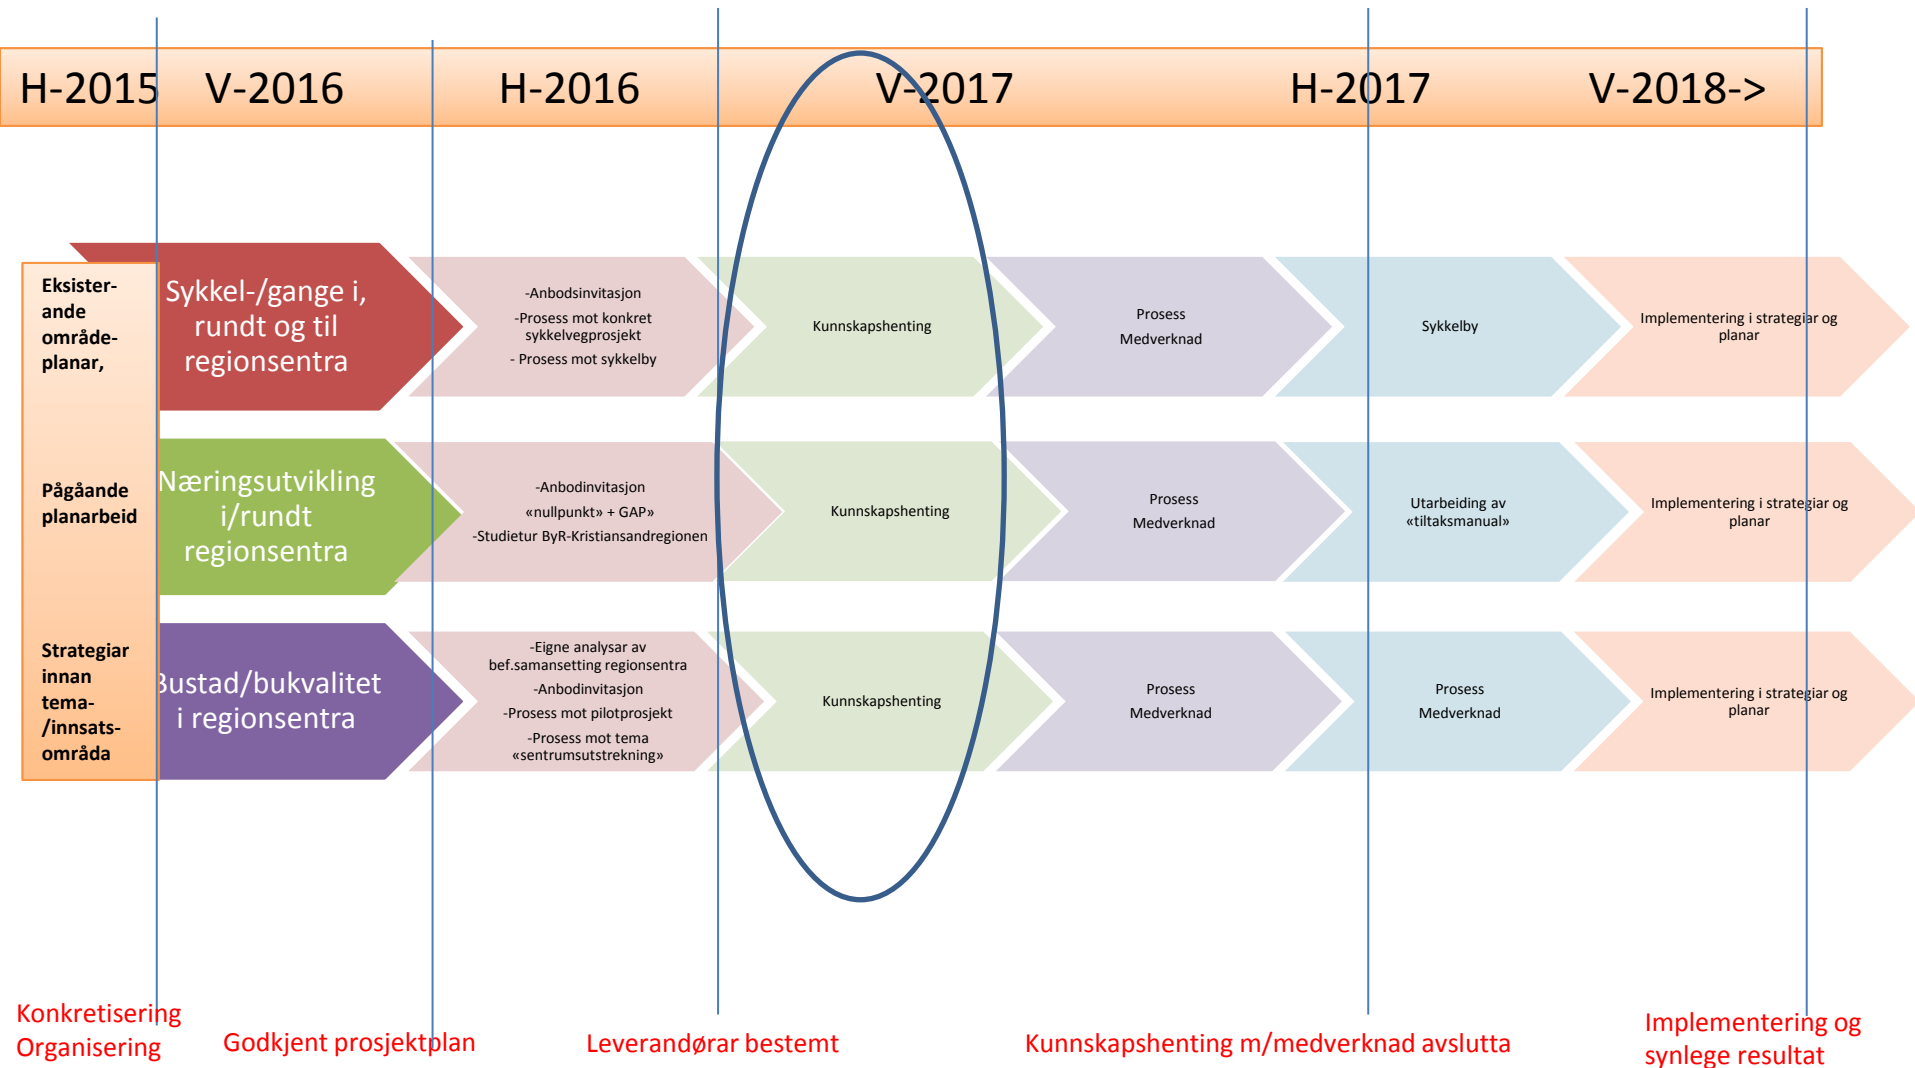 H-2015 V-2016 H-2016 V-2017 H-2017 V-2018->
Eksister-
ande
område-
planar,
Sykkel-/gange i,
rundt og til
regionsentra
-Anbodsinvitasjon
-Prosess mot konkret
sykkelvegprosjekt
- Prosess mot sykkelby
Kunnskapshenting
Prosess
Medverknad
Sykkelby
Implementering i strategiar og
planar
Pågåande
planarbeid
Næringsutvikling
i/rundt
regionsentra
-Anbodinvitasjon
«nullpunkt» + GAP»
-Studietur ByR-Kristiansandregionen
Kunnskapshenting
Prosess
Medverknad
Utarbeiding av
«tiltaksmanual»
Implementering i strategiar og
planar
Strategiar
innan
tema-
/innsats-
områda
Bustad/bukvalitet
i regionsentra
-Eigne analysar av
bef.samansetting regionsentra
-Anbodinvitasjon
-Prosess mot pilotprosjekt
-Prosess mot tema
«sentrumsutstrekning»
Kunnskapshenting
Prosess
Medverknad
Prosess
Medverknad
Implementering i strategiar og
planar
Konkretisering
Organisering
Godkjent prosjektplan
Leverandørar bestemt
Kunnskapshenting m/medverknad avslutta
Implementering og
synlege resultat